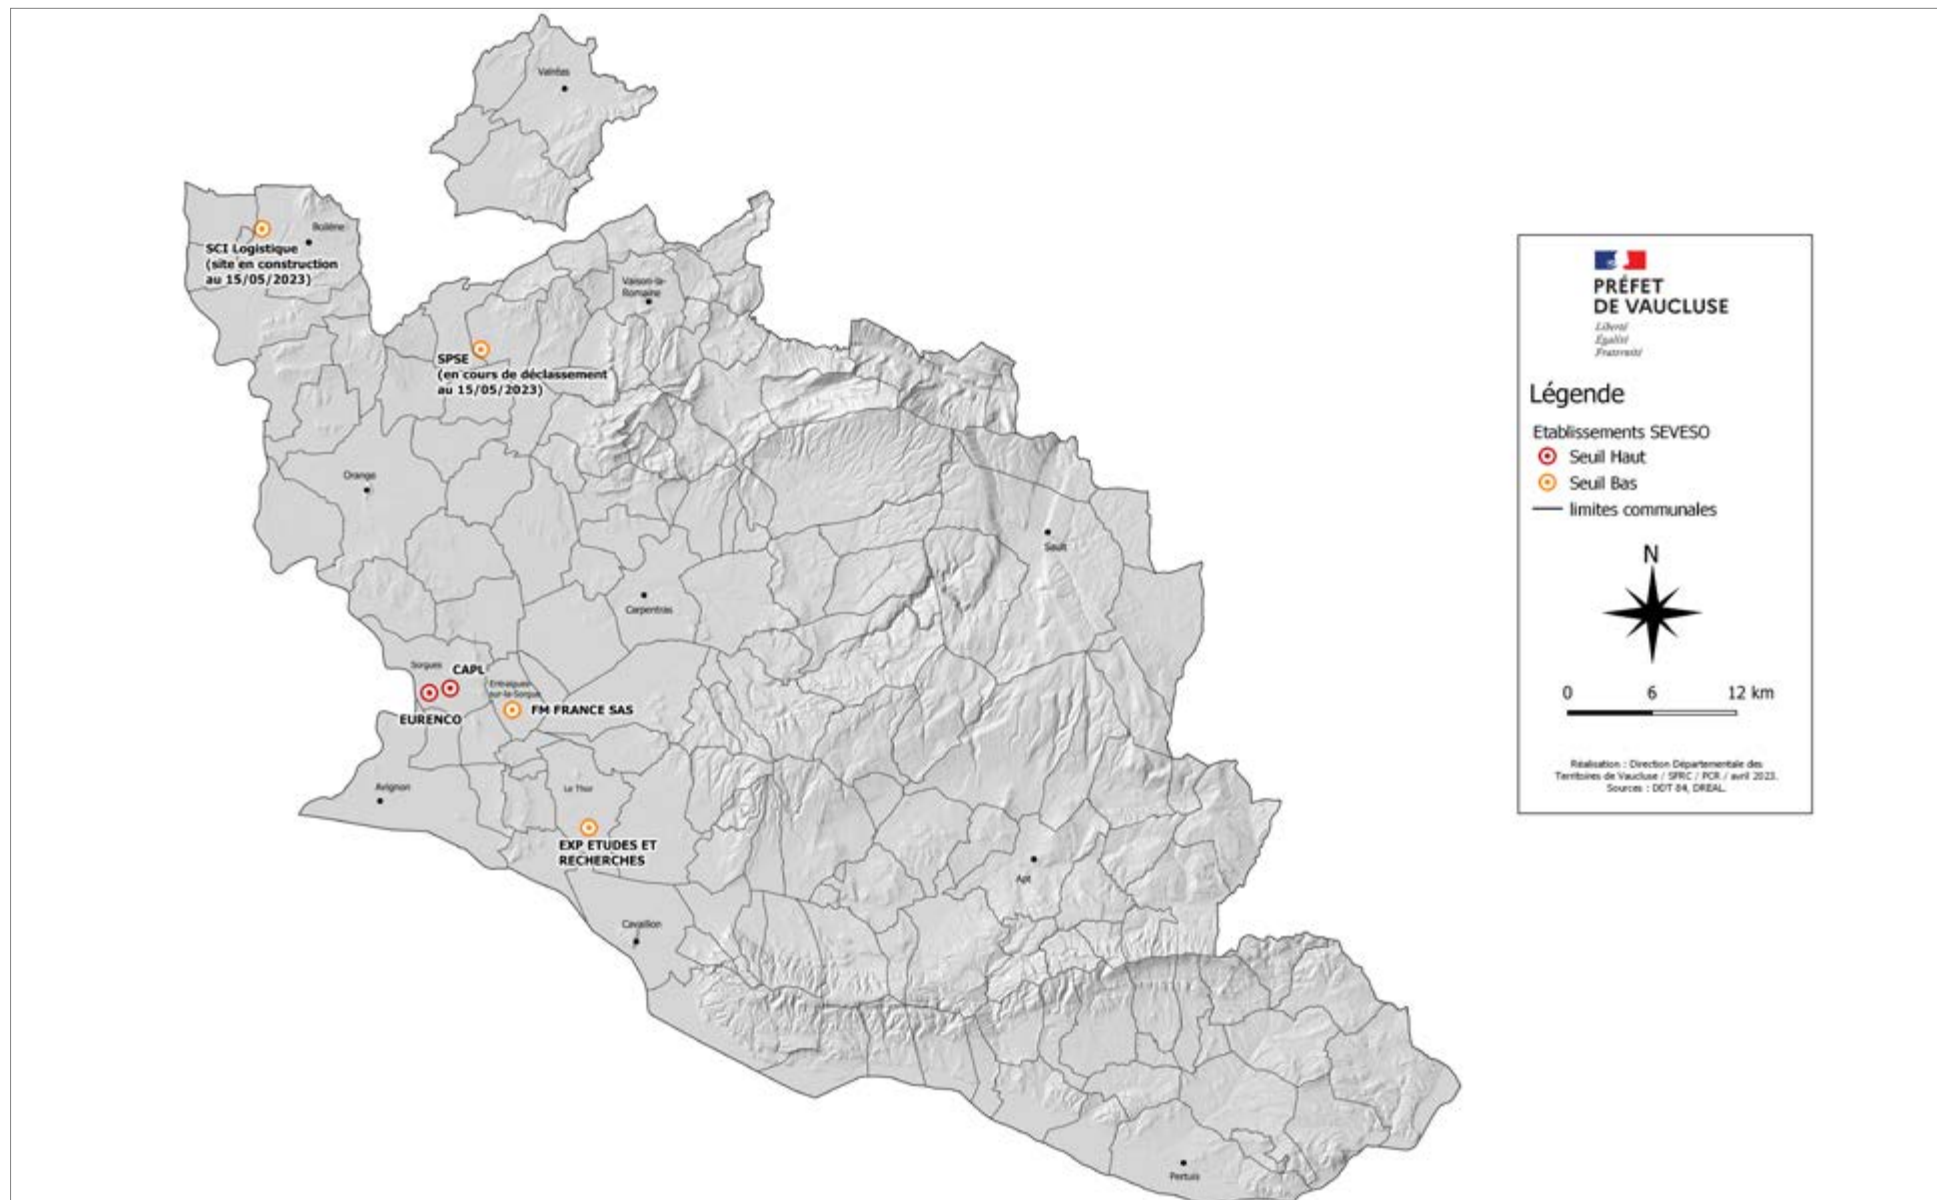 Valréas
Bollène
SCI Logistique
(site en construction
au 15/05/2023)
Vaison-la-
Romaine
SPSE
(en cours de déclassement
au 15/05/2023)
Orange
Sault
Carpentras
Sorgues
CAPL
Entraigues-
sur-la-Sorgue
EURENCO
FM FRANCE SAS
Avignon
Le Thor
EXP ETUDES ET
RECHERCHES
Apt
Cavaillon
Pertuis
PRÉFET
DE VAUCLUSE
Liberté
Égalité
Fraternité
Légende
Etablissements SEVESO
Seuil Haut
Seuil Bas
limites communales
N
0 6 12 km
Réalisation : Direction Départementale des
Territoires de Vaucluse / SPRC / PCR / avril 2023.
Sources : DDT 84, DREAL.